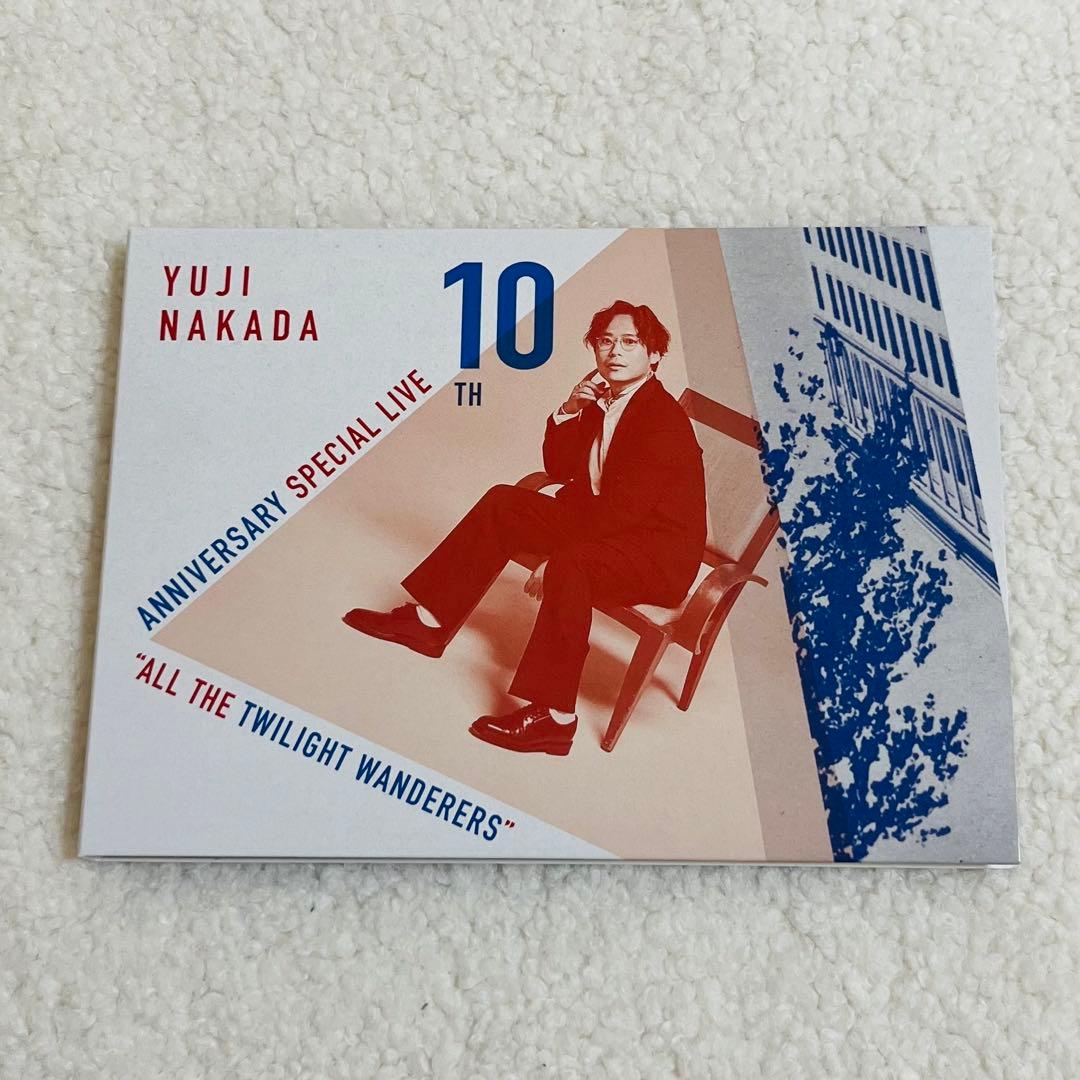 YUJI
NAKADA
10
TH
ANNIVERSARY SPECIAL LIVE
“ALL THE TWILIGHT WANDERERS”